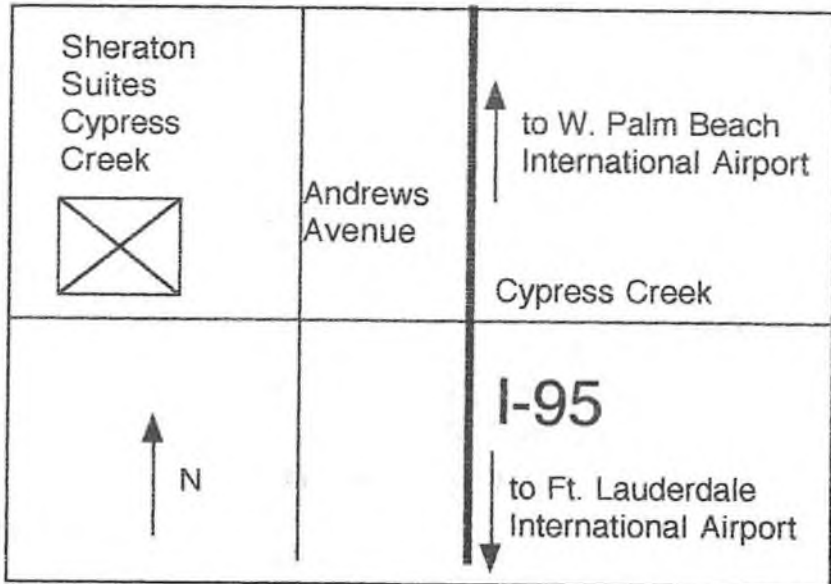 Sheraton
Suites
Cypress
Creek
Andrews
Avenue
to W. Palm Beach
International Airport
Cypress Creek
I-95
N
to Ft. Lauderdale
International Airport